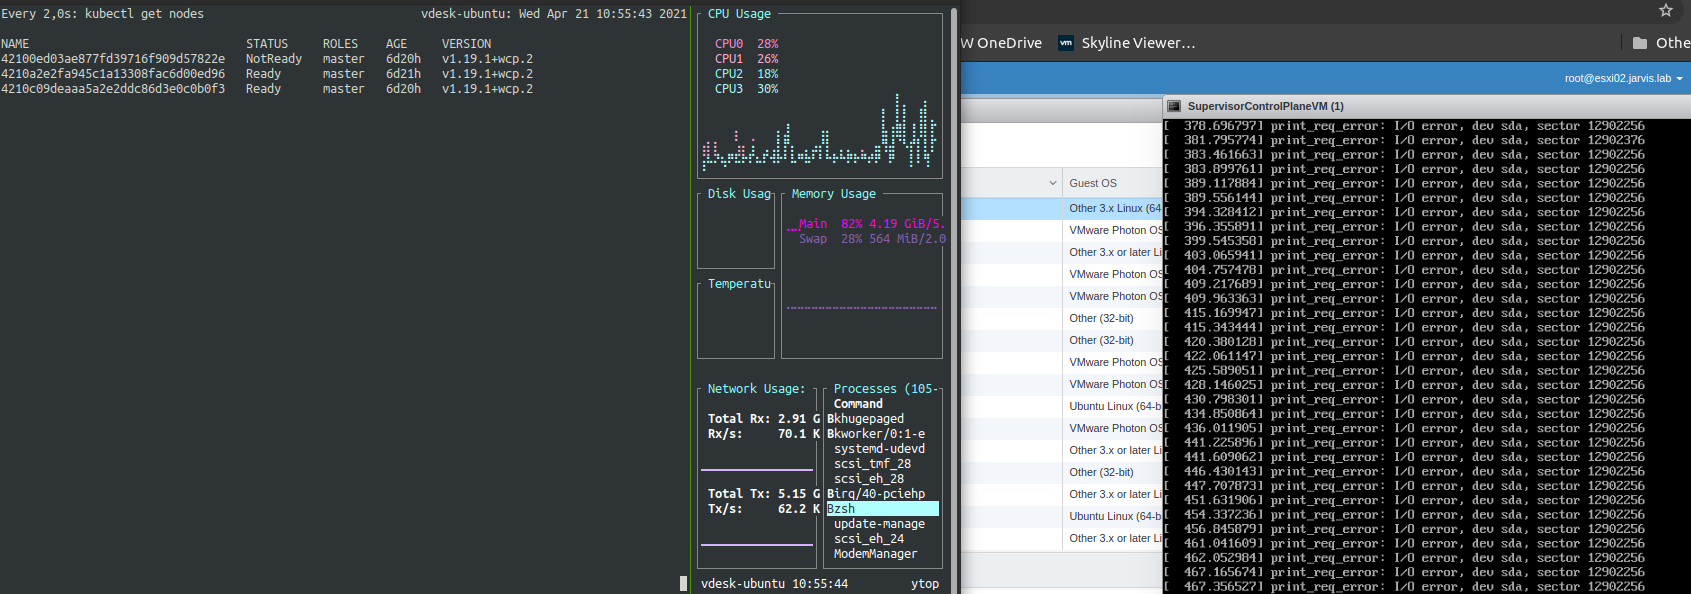 Every 2,0s: kubectl get nodes
vdesk-ubuntu: Wed Apr 21 10:55:43 2021
NAME STATUS ROLES AGE VERSION
42100ed03ae877fd39716f909d57822e NotReady master 6d20h v1.19.1+wcp.2
4210a2e2fa945c1a13308fac6d00ed96 Ready master 6d21h v1.19.1+wcp.2
4210c09deaaa5a2e2ddc86d3e0c0b0f3 Ready master 6d20h v1.19.1+wcp.2
CPU Usage
CPU0 28%
CPU1 26%
CPU2 18%
CPU3 30%
Disk Usag
Memory Usage
Main 82% 4.19 GiB/5.
Swap 28% 564 MiB/2.0
Temperatu
Network Usage:
Total Rx: 2.91 G
Rx/s: 70.1 K
Total Tx: 5.15 G
Tx/s: 62.2 K
Processes (105-
Command
Bkhugepaged
Bkworker/0:1-e
systemd-udevd
scsi_tmf_28
scsi_eh_28
Birq/40-pciehp
Bzsh
update-manage
scsi_eh_24
ModemManager
vdesk-ubuntu 10:55:44 ytop
W OneDrive
vm Skyline Viewer...
Othe
root@esxi02.jarvis.lab
Guest OS
Other 3.x Linux (64
VMware Photon OS
Other 3.x or later Li
VMware Photon OS
VMware Photon OS
Other (32-bit)
Other (32-bit)
VMware Photon OS
VMware Photon OS
Ubuntu Linux (64-b
VMware Photon OS
Other 3.x or later Li
Other (32-bit)
Other 3.x or later Li
Ubuntu Linux (64-b
Other 3.x or later Li
SupervisorControlPlaneVM (1)
[  378.696797] print_req_error: I/O error, dev sda, sector 12902256
[  381.795774] print_req_error: I/O error, dev sda, sector 12902376
[  383.461663] print_req_error: I/O error, dev sda, sector 12902256
[  383.899761] print_req_error: I/O error, dev sda, sector 12902256
[  389.117884] print_req_error: I/O error, dev sda, sector 12902256
[  389.556144] print_req_error: I/O error, dev sda, sector 12902256
[  394.328412] print_req_error: I/O error, dev sda, sector 12902256
[  396.355891] print_req_error: I/O error, dev sda, sector 12902256
[  399.545358] print_req_error: I/O error, dev sda, sector 12902256
[  403.065941] print_req_error: I/O error, dev sda, sector 12902256
[  404.757478] print_req_error: I/O error, dev sda, sector 12902256
[  409.217689] print_req_error: I/O error, dev sda, sector 12902256
[  409.963363] print_req_error: I/O error, dev sda, sector 12902256
[  415.169947] print_req_error: I/O error, dev sda, sector 12902256
[  415.343444] print_req_error: I/O error, dev sda, sector 12902256
[  420.380128] print_req_error: I/O error, dev sda, sector 12902256
[  422.061147] print_req_error: I/O error, dev sda, sector 12902256
[  425.589051] print_req_error: I/O error, dev sda, sector 12902256
[  428.146025] print_req_error: I/O error, dev sda, sector 12902256
[  430.798301] print_req_error: I/O error, dev sda, sector 12902256
[  434.850864] print_req_error: I/O error, dev sda, sector 12902256
[  436.011905] print_req_error: I/O error, dev sda, sector 12902256
[  441.225896] print_req_error: I/O error, dev sda, sector 12902256
[  441.609062] print_req_error: I/O error, dev sda, sector 12902256
[  446.430143] print_req_error: I/O error, dev sda, sector 12902256
[  447.707873] print_req_error: I/O error, dev sda, sector 12902256
[  451.631906] print_req_error: I/O error, dev sda, sector 12902256
[  454.337236] print_req_error: I/O error, dev sda, sector 12902256
[  456.845879] print_req_error: I/O error, dev sda, sector 12902256
[  461.041609] print_req_error: I/O error, dev sda, sector 12902256
[  462.052984] print_req_error: I/O error, dev sda, sector 12902256
[  467.165674] print_req_error: I/O error, dev sda, sector 12902256
[  467.356527] print_req_error: I/O error, dev sda, sector 12902256